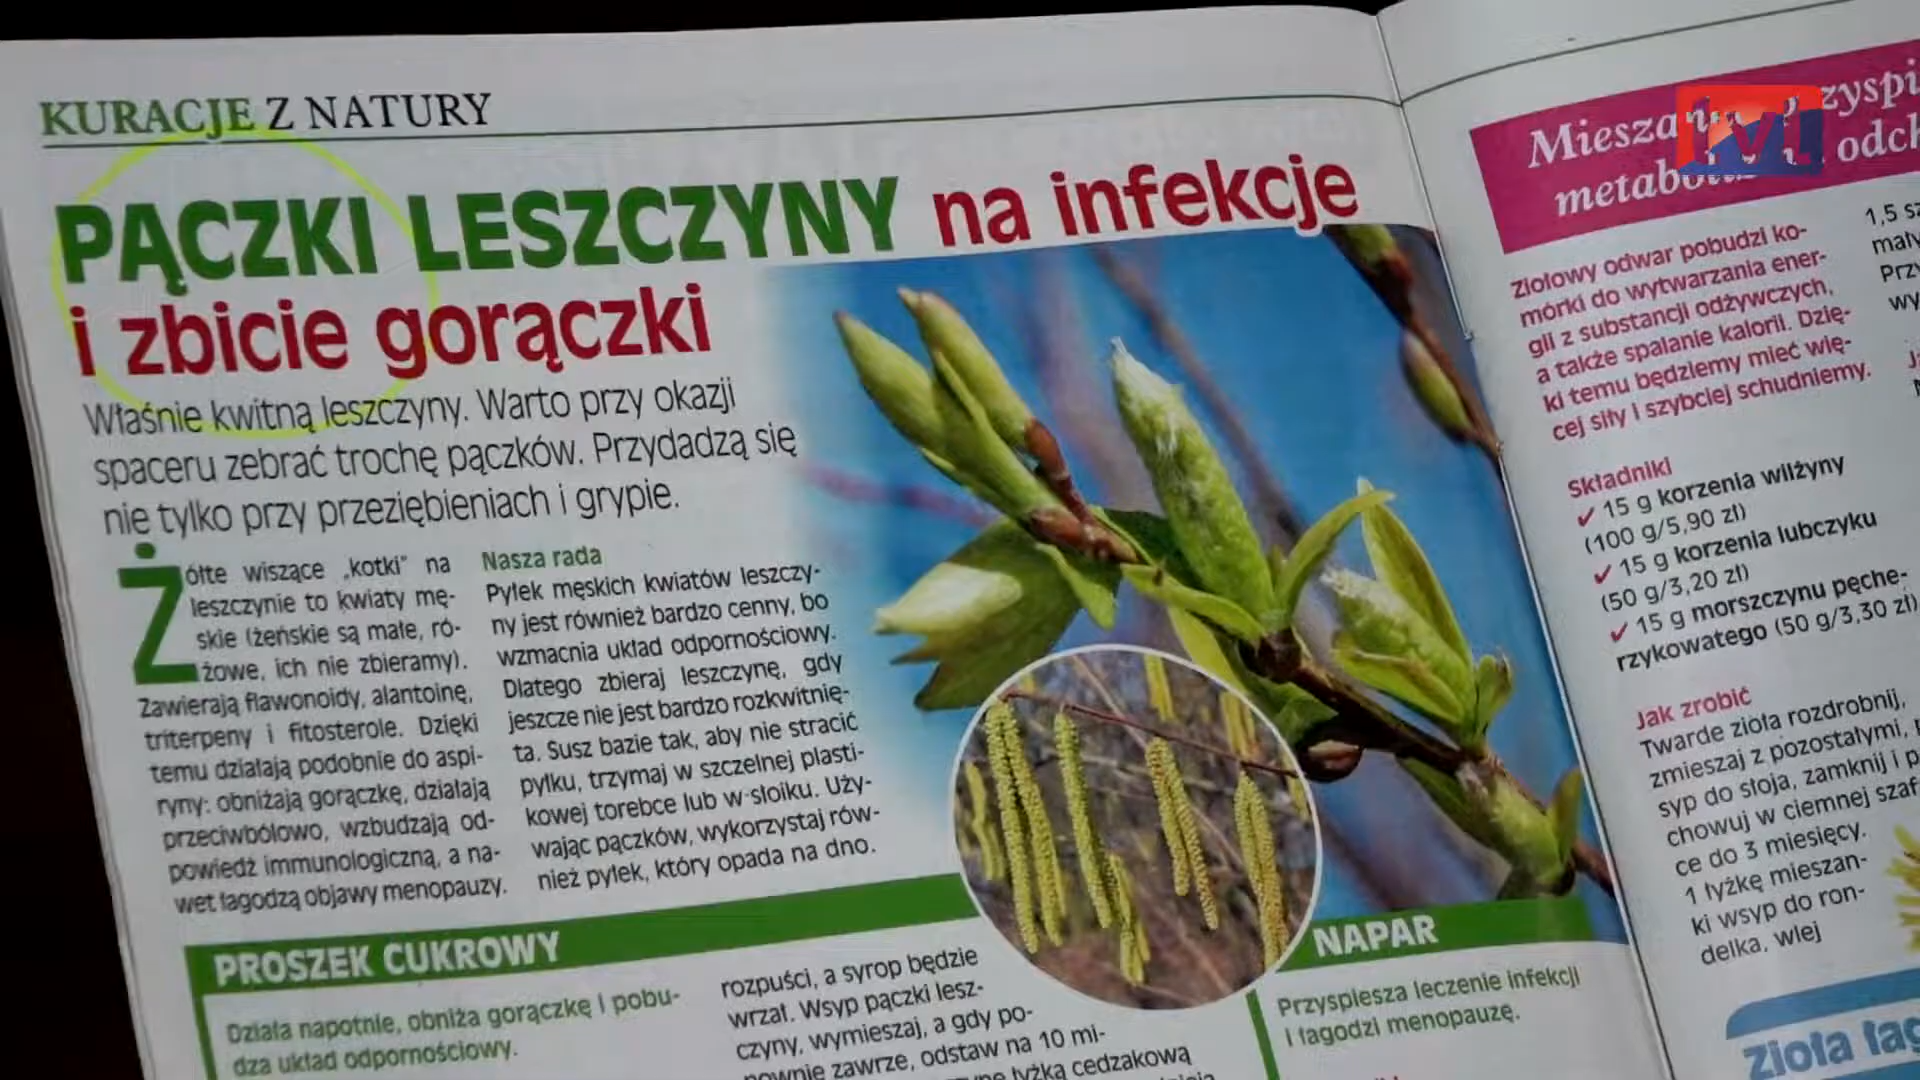 KURACJE Z NATURY
PĄCZKI LESZCZYNY na infekcje
i zbicie gorączki
Właśnie kwitną leszczyny. Warto przy okazji
spaceru zebrać trochę pączków. Przydadzą się
nie tylko przy przeziębieniach i grypie.
Żółte wiszące „kotki” na
leszczynie to kwiaty mę-
skie (żeńskie są małe, ró-
żowe, ich nie zbieramy).
Zawierają flawonoidy, alantoinę,
triterpeny i fitosterole. Dzięki
temu działają podobnie do aspi-
ryny: obniżają gorączkę, działają
przeciwbólowo, wzbudzają od-
powiedź immunologiczną, a na-
wet łagodzą objawy menopauzy.
Nasza rada
Pyłek męskich kwiatów leszczy-
ny jest również bardzo cenny, bo
wzmacnia układ odpornościowy.
Dlatego zbieraj leszczynę, gdy
jeszcze nie jest bardzo rozkwitnię-
ta. Susz bazie tak, aby nie stracić
pyłku, trzymaj w szczelnej plasti-
kowej torebce lub w słoiku. Uży-
wając pączków, wykorzystaj rów-
nież pyłek, który opada na dno.
PROSZEK CUKROWY
Działa napotnie, obniża gorączkę i pobu-
dza układ odpornościowy.
rozpuści, a syrop będzie
wrzał. Wsyp pączki lesz-
czyny, wymieszaj, a gdy po-
nownie zawrze, odstaw na 10 mi-
łyżką cedzakową
NAPAR
Przyspiesza leczenie infekcji
i łagodzi menopauzę.
tvl
Ziołowy odwar pobudzi ko-
mórki do wytwarzania ener-
gii z substancji odżywczych,
a także spalanie kalorii. Dzię-
ki temu będziemy mieć wię-
cej siły i szybciej schudniemy.
Składniki
✓ 15 g korzenia wilżyny
(100 g/5,90 zł)
✓ 15 g korzenia lubczyku
(50 g/3,20 zł)
✓ 15 g morszczynu pęche-
rzykowatego (50 g/3,30 zł)
Jak zrobić
Twarde zioła rozdrobnij,
zmieszaj z pozostałymi,
syp do słoja, zamknij i
chowuj w ciemnej szaf
ce do 3 miesięcy.
1 łyżkę mieszan-
ki wsyp do ron-
delka, wlej
1,5
Zioła